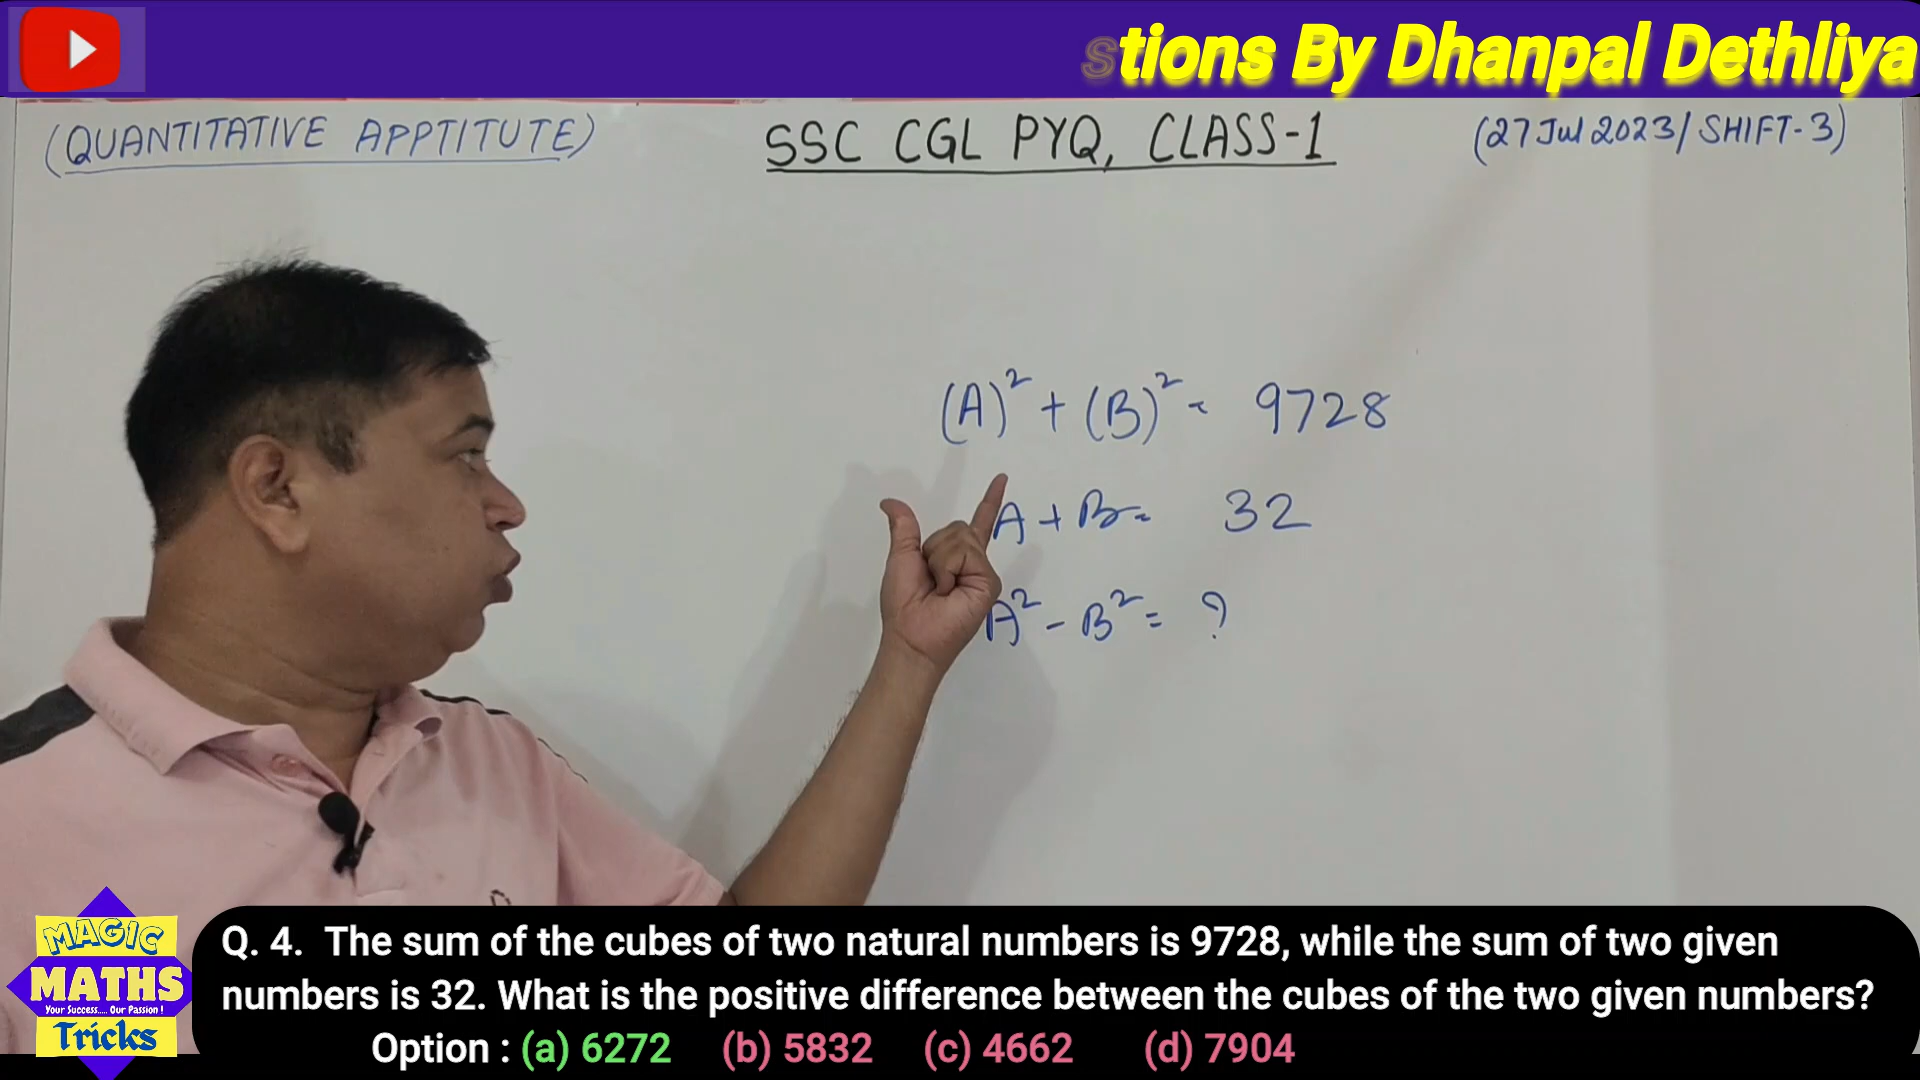 stions By Dhanpal Dethliya
(QUANTITATIVE APPTITUTE)
SSC CGL PYQ, CLASS-1
(27 Jul 2023/SHIFT-3)
(A)² + (B)² = 9728
A + B = 32
A² - B² = ?
MAGIC
MATHS
Your Success.... Our Passion !
Tricks
Q. 4. The sum of the cubes of two natural numbers is 9728, while the sum of two given
numbers is 32. What is the positive difference between the cubes of the two given numbers?
Option : (a) 6272 (b) 5832 (c) 4662 (d) 7904